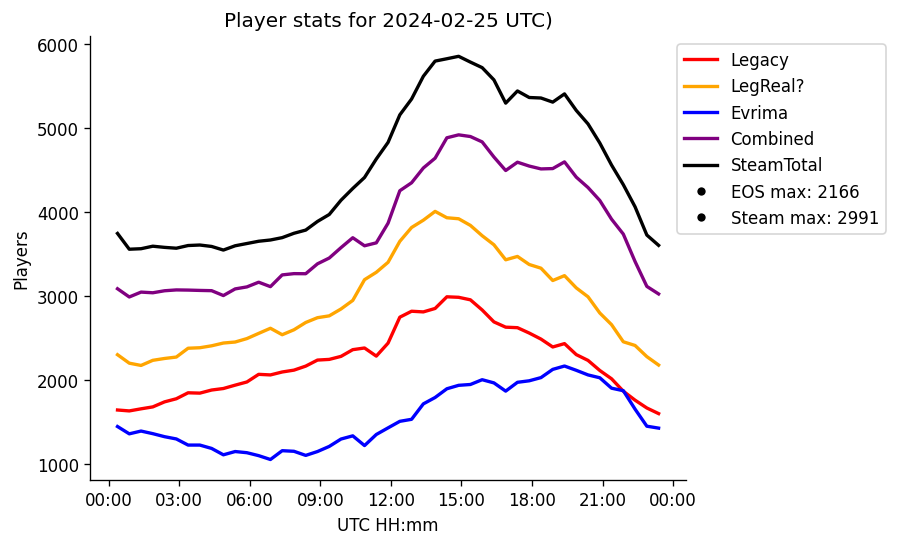 Player stats for 2024-02-25 UTC)
6000
5000
4000
3000
2000
1000
Players
00:00 03:00 06:00 09:00 12:00 15:00 18:00 21:00 00:00
UTC HH:mm
Legacy
LegReal?
Evrima
Combined
SteamTotal
EOS max: 2166
Steam max: 2991